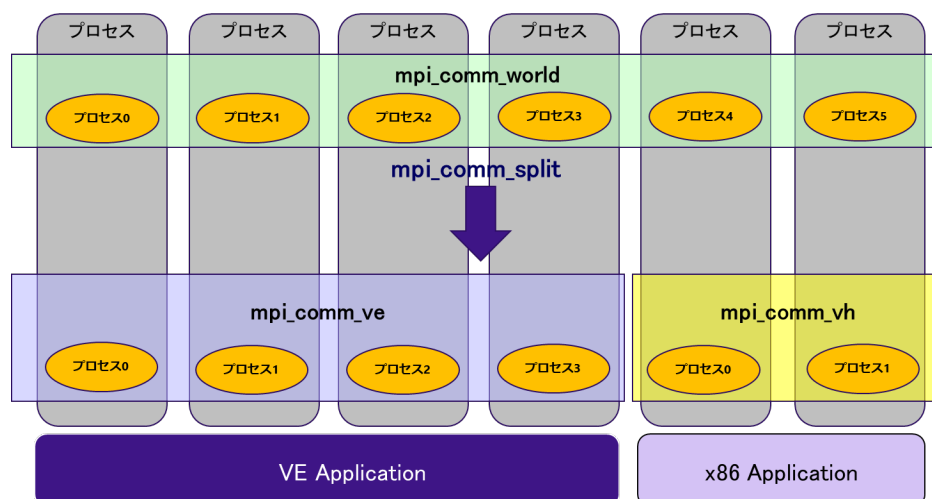 プロセス プロセス プロセス プロセス プロセス プロセス
mpi_comm_world
プロセス0 プロセス1 プロセス2 プロセス3 プロセス4 プロセス5
mpi_comm_split
mpi_comm_ve mpi_comm_vh
プロセス0 プロセス1 プロセス2 プロセス3 プロセス0 プロセス1
VE Application x86 Application